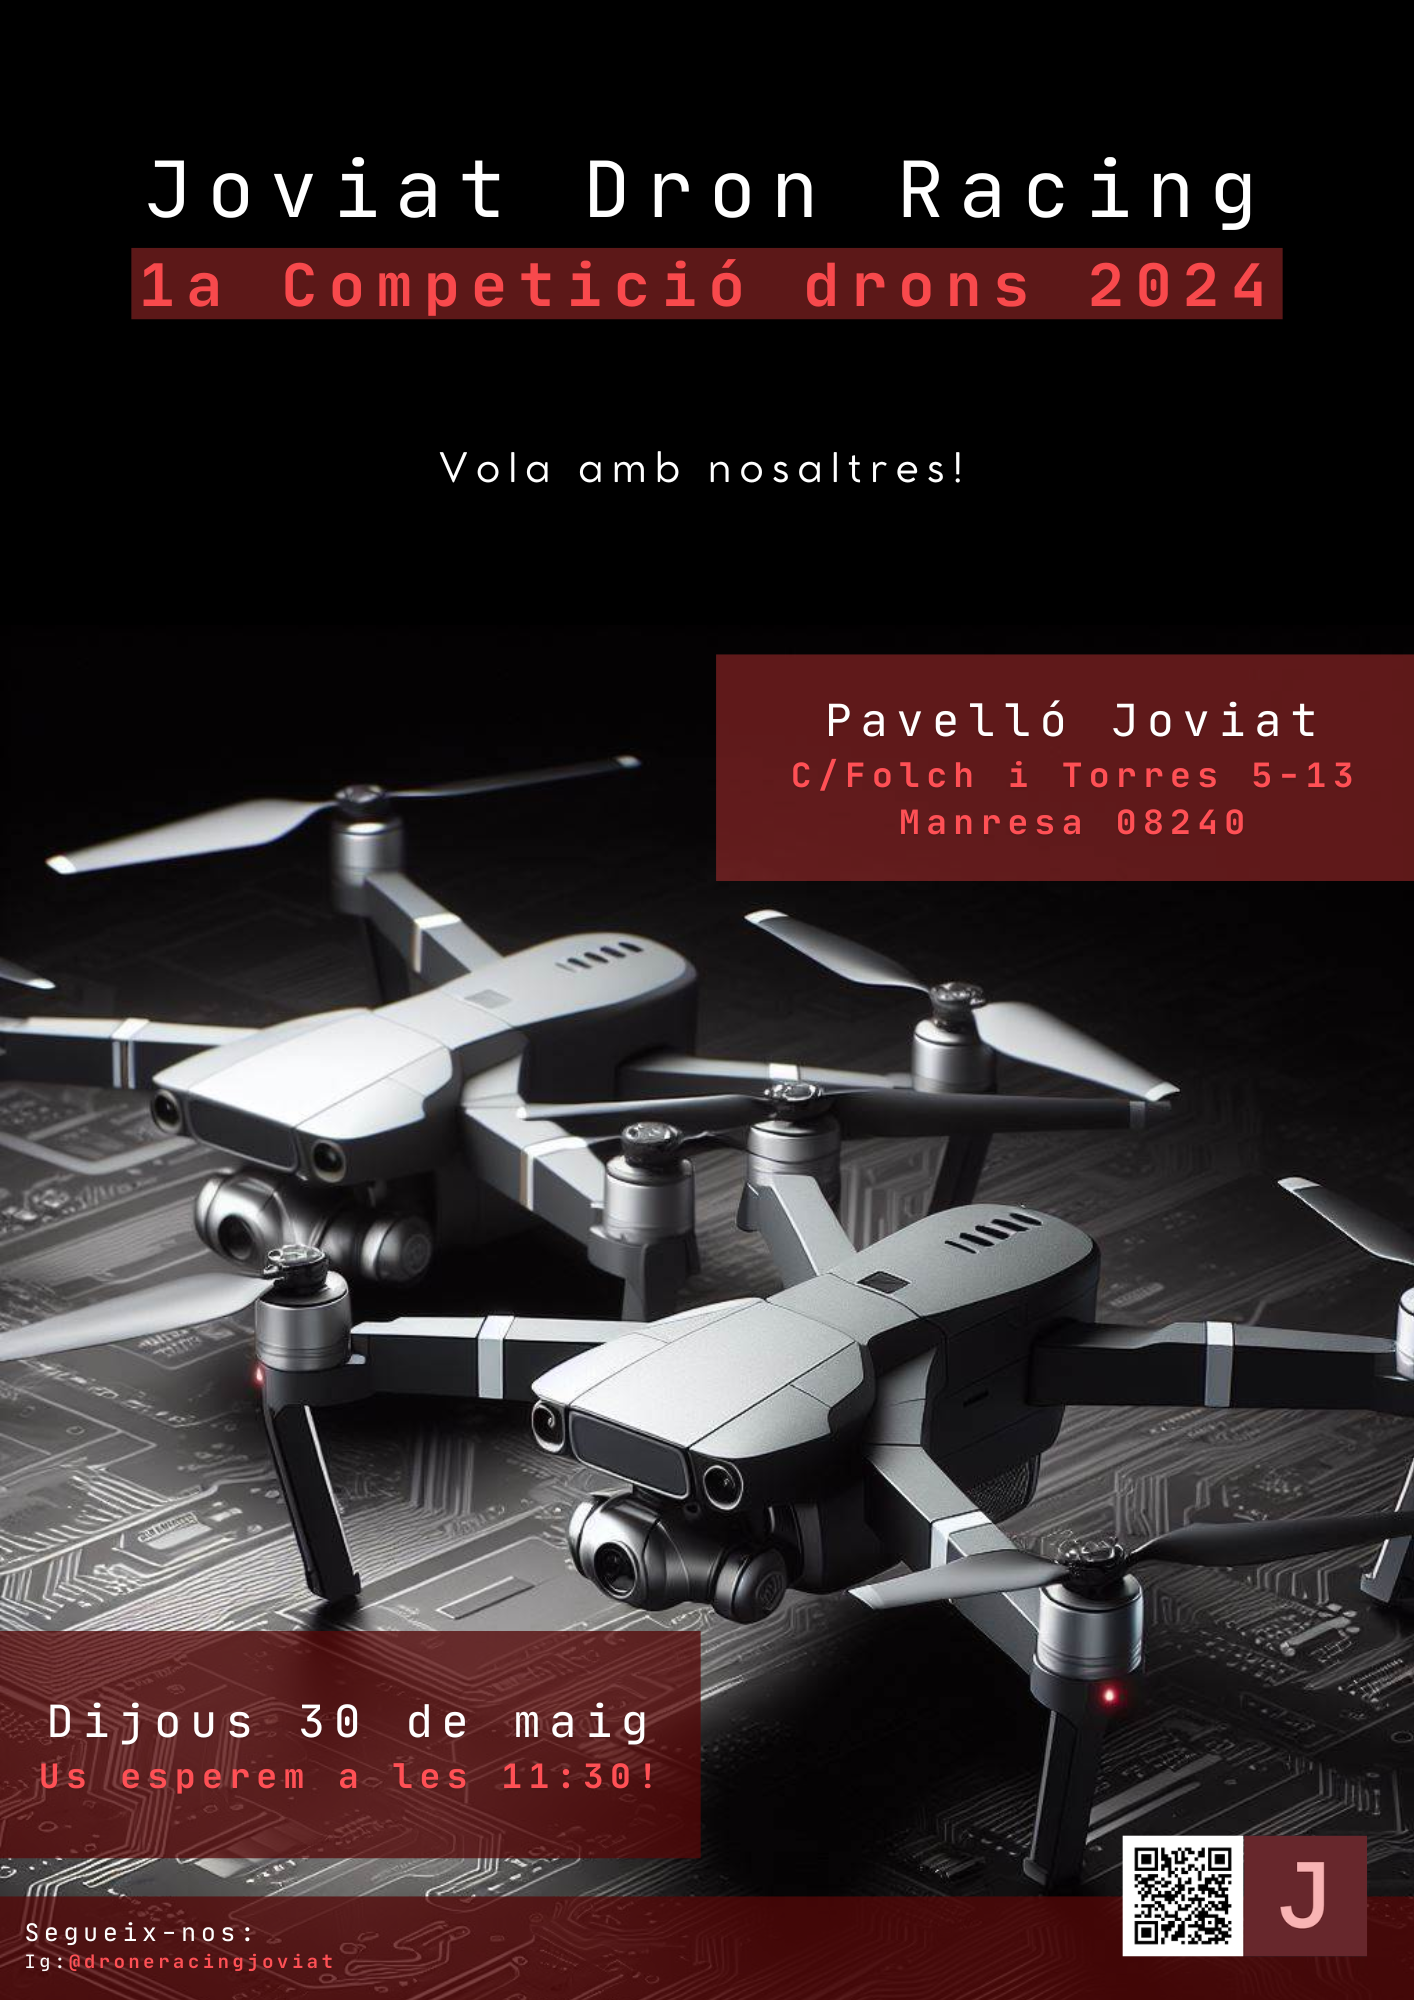 Joviat Dron Racing
1a Competició drons 2024
Vola amb nosaltres!
Pavelló Joviat
C/Folch i Torres 5-13
Manresa 08240
Dijous 30 de maig
Us esperem a les 11:30!
Segueix-nos:
Ig:@droneracingjoviat
J